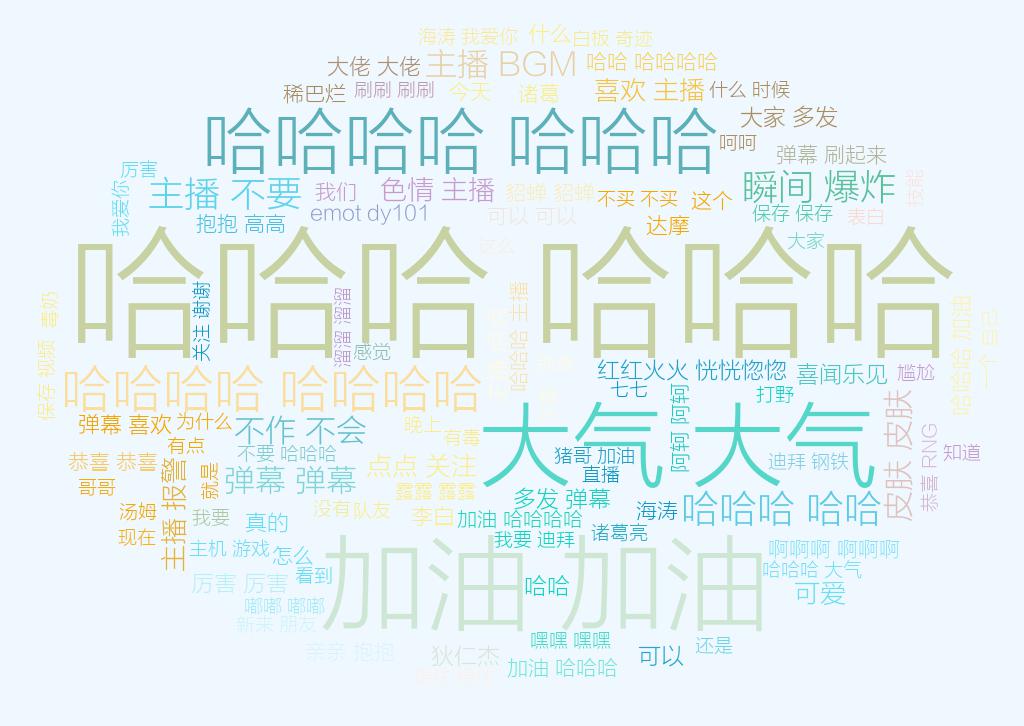 海涛 我爱你
什么
白板 奇迹
大佬 大佬
主播 BGM
哈哈 哈哈哈哈
稀巴烂
刷刷 刷刷
今天
诸葛
喜欢 主播
什么 时候
哈哈哈哈 哈哈哈
大家 多发
呵呵
弹幕 刷起来
厉害
我爱你
主播 不要
我们
色情 主播
貂蝉 貂蝉
不买 不买
这个
瞬间 爆炸
技能
抱抱 高高
emot dy101
可以 可以
达摩
保存 保存
表白
这么
大家
哈哈哈 哈哈哈
保存 视频
毒奶
关注 谢谢
溜溜 溜溜
感觉
哈哈哈 主播
哈哈哈 加油
一个 自己
哈哈哈哈 哈哈哈哈
红红火火 恍恍惚惚
喜闻乐见
尴尬
七七
打野
弹幕 喜欢
为什么
不作 不会
晚上
有毒
大气 大气
阿轲 阿轲
皮肤 皮肤
恭喜 RNG
知道
有点
不要 哈哈哈
猪哥 加油
迪拜 钢铁
恭喜 恭喜
主播 报警
就是
弹幕 弹幕
点点 关注
直播
哥哥
露露 露露
多发 弹幕
汤姆
我要
真的
没有 队友
李白
加油 哈哈哈哈
海涛
哈哈哈 哈哈
现在
主机 游戏
怎么
我要 迪拜
诸葛亮
加油 加油
啊啊啊 啊啊啊
厉害 厉害
看到
哈哈
哈哈哈 大气
可爱
嘟嘟 嘟嘟
新来 朋友
亲亲 抱抱
狄仁杰
嘿嘿 嘿嘿
加油 哈哈哈
可以
还是